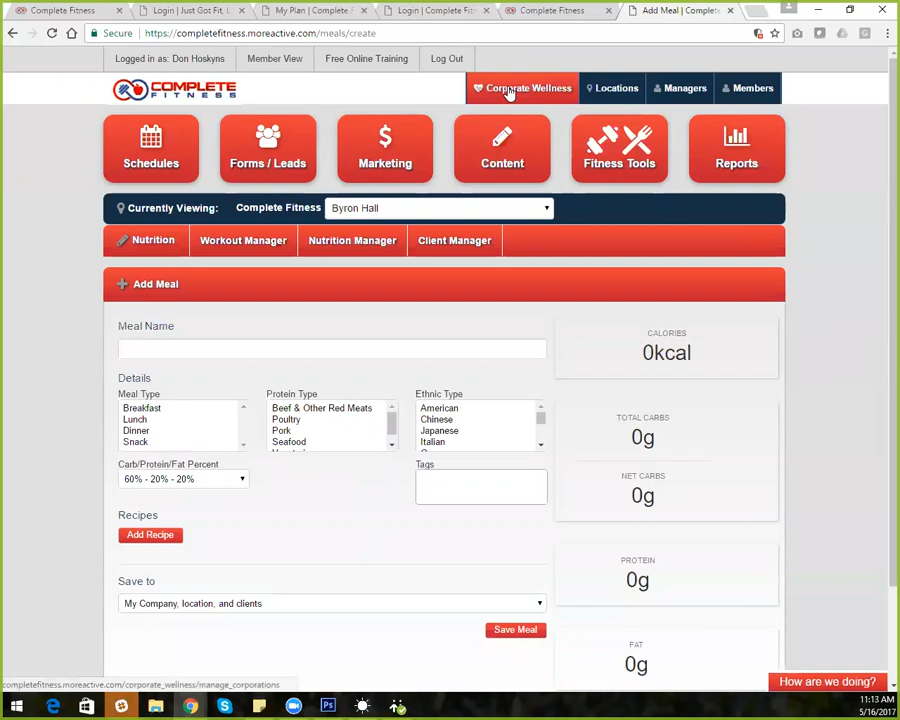 Complete Fitness
Login | Just Got Fit, i
My Plan | Complete F
Login | Complete Fitn
Complete Fitness
Add Meal | Complete
Secure
https://completefitness.moreactive.com/meals/create
Logged in as: Don Hoskyns
Member View
Free Online Training
Log Out
COMPLETE
FITNESS
Corporate Wellness
Locations
Managers
Members
Schedules
Forms / Leads
Marketing
Content
Fitness Tools
Reports
Currently Viewing:
Complete Fitness
Byron Hall
Nutrition
Workout Manager
Nutrition Manager
Client Manager
Add Meal
Meal Name
Details
Meal Type
Protein Type
Ethnic Type
Breakfast
Lunch
Dinner
Snack
Beef & Other Red Meats
Poultry
Pork
Seafood
American
Chinese
Japanese
Italian
Carb/Protein/Fat Percent
60% - 20% - 20%
Tags
Recipes
Add Recipe
Save to
My Company, location, and clients
Save Meal
CALORIES
0kcal
TOTAL CARBS
0g
NET CARBS
0g
PROTEIN
0g
FAT
0g
How are we doing?
completefitness.moreactive.com/corporate_wellness/manage_corporations
11:13 AM
5/16/2017